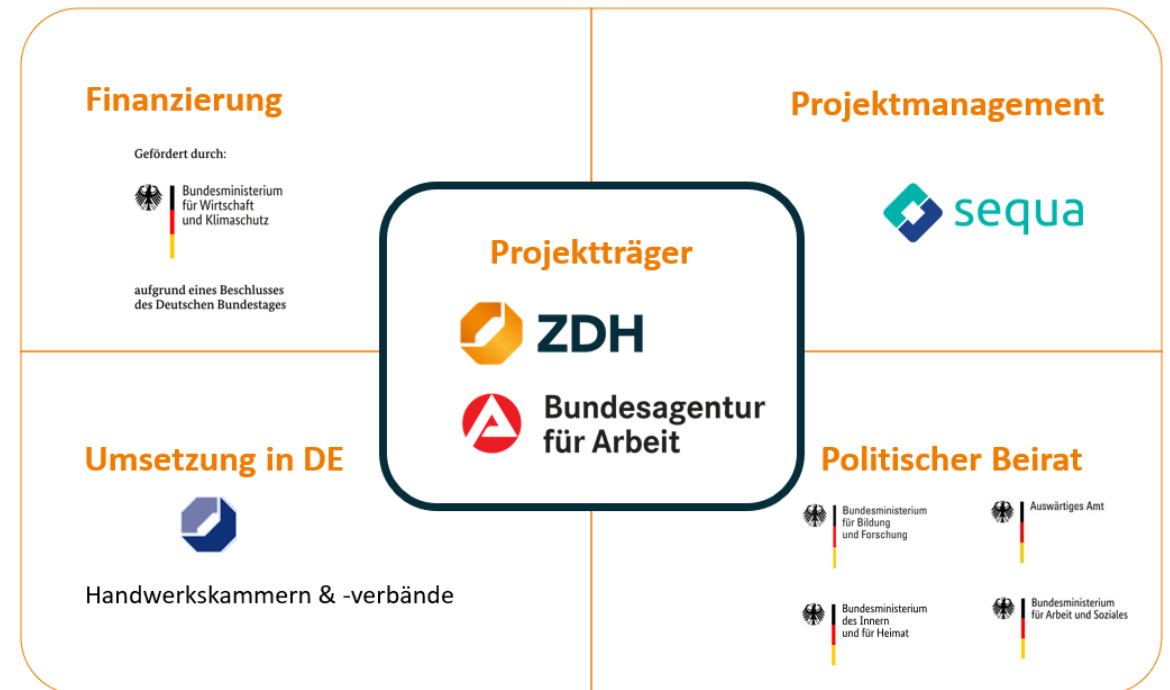 Finanzierung
Gefördert durch:
Bundesministerium
für Wirtschaft
und Klimaschutz
aufgrund eines Beschlusses
des Deutschen Bundestages
Projektmanagement
sequa
Projektträger
ZDH
Bundesagentur
für Arbeit
Umsetzung in DE
Handwerkskammern & -verbände
Politischer Beirat
Bundesministerium
für Bildung
und Forschung
Auswärtiges Amt
Bundesministerium
des Innern
und für Heimat
Bundesministerium
für Arbeit und Soziales